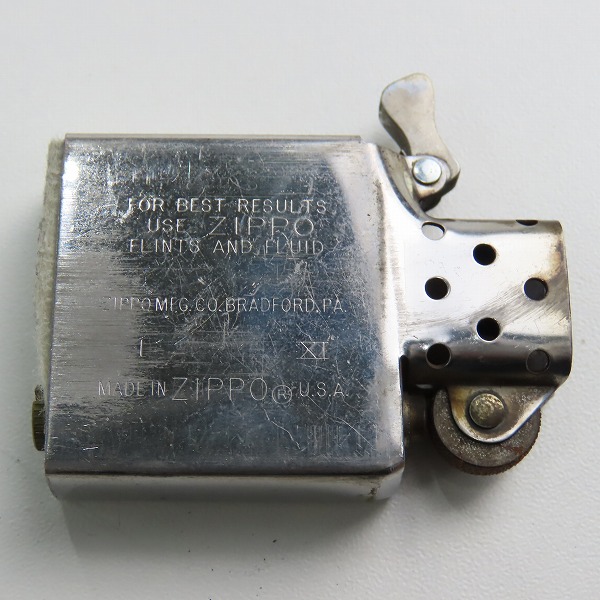 FOR BEST RESULTS
USE ZIPPO
FLINTS AND FLUID
ZIPPO MFG. CO. BRADFORD, PA.
I XI
MADE IN ZIPPO ® U.S.A.